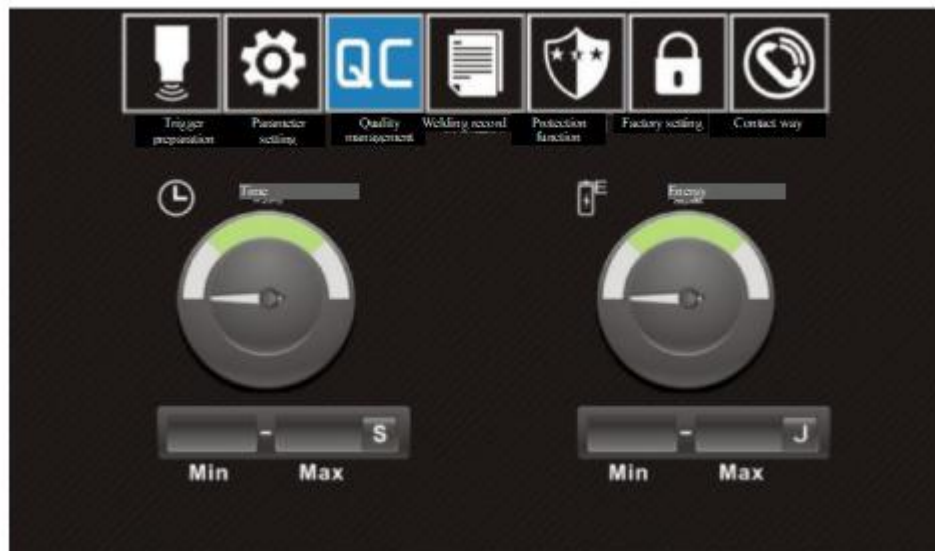 QC
Trigger
preparation
Parameter
setting
Quality
management
Welding record
Protection
function
Factory setting
Contact way
Time
E
Energy
- S
Min Max
- J
Min Max